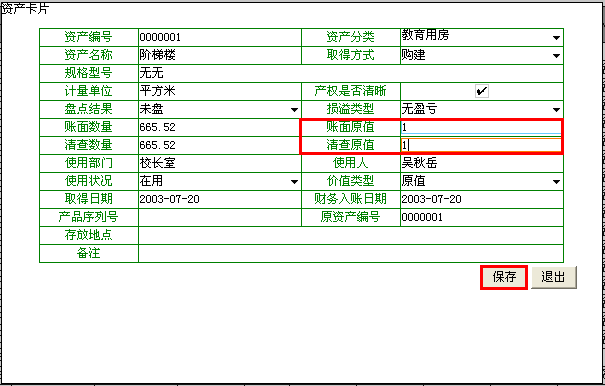 资产卡片
资产编号 0000001 资产分类 教育用房
资产名称 阶梯楼 取得方式 购建
规格型号 无无
计量单位 平方米 产权是否清晰 ✔
盘点结果 未盘 损溢类型 无盈亏
账面数量 665.52 账面原值 1
清查数量 665.52 清查原值 1
使用部门 校长室 使用人 吴秋岳
使用状况 在用 价值类型 原值
取得日期 2003-07-20 财务入账日期 2003-07-20
产品序列号 原资产编号 0000001
存放地点
备注
保存 退出